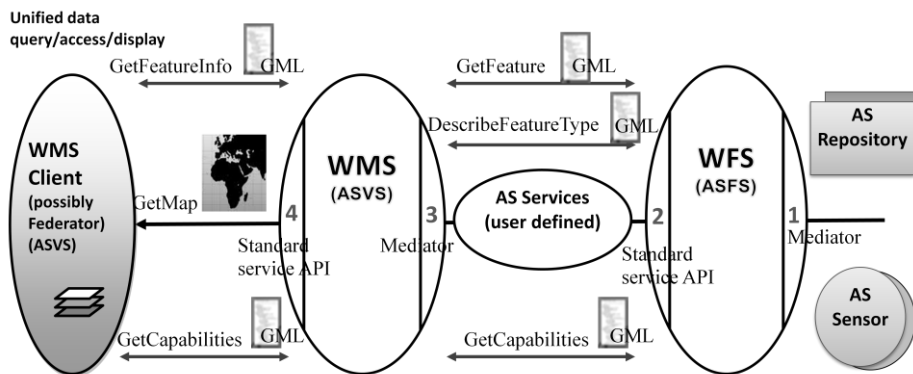 Unified data
query/access/display
GetFeatureInfo
GML
GetFeature
GML
DescribeFeatureType
GML
WMS
Client
(possibly
Federator)
(ASVS)
GetMap
4
Standard
service API
WMS
(ASVS)
3
Mediator
AS Services
(user defined)
2
Standard
service API
WFS
(ASFS)
1
Mediator
AS
Repository
AS
Sensor
GetCapabilities
GML
GetCapabilities
GML